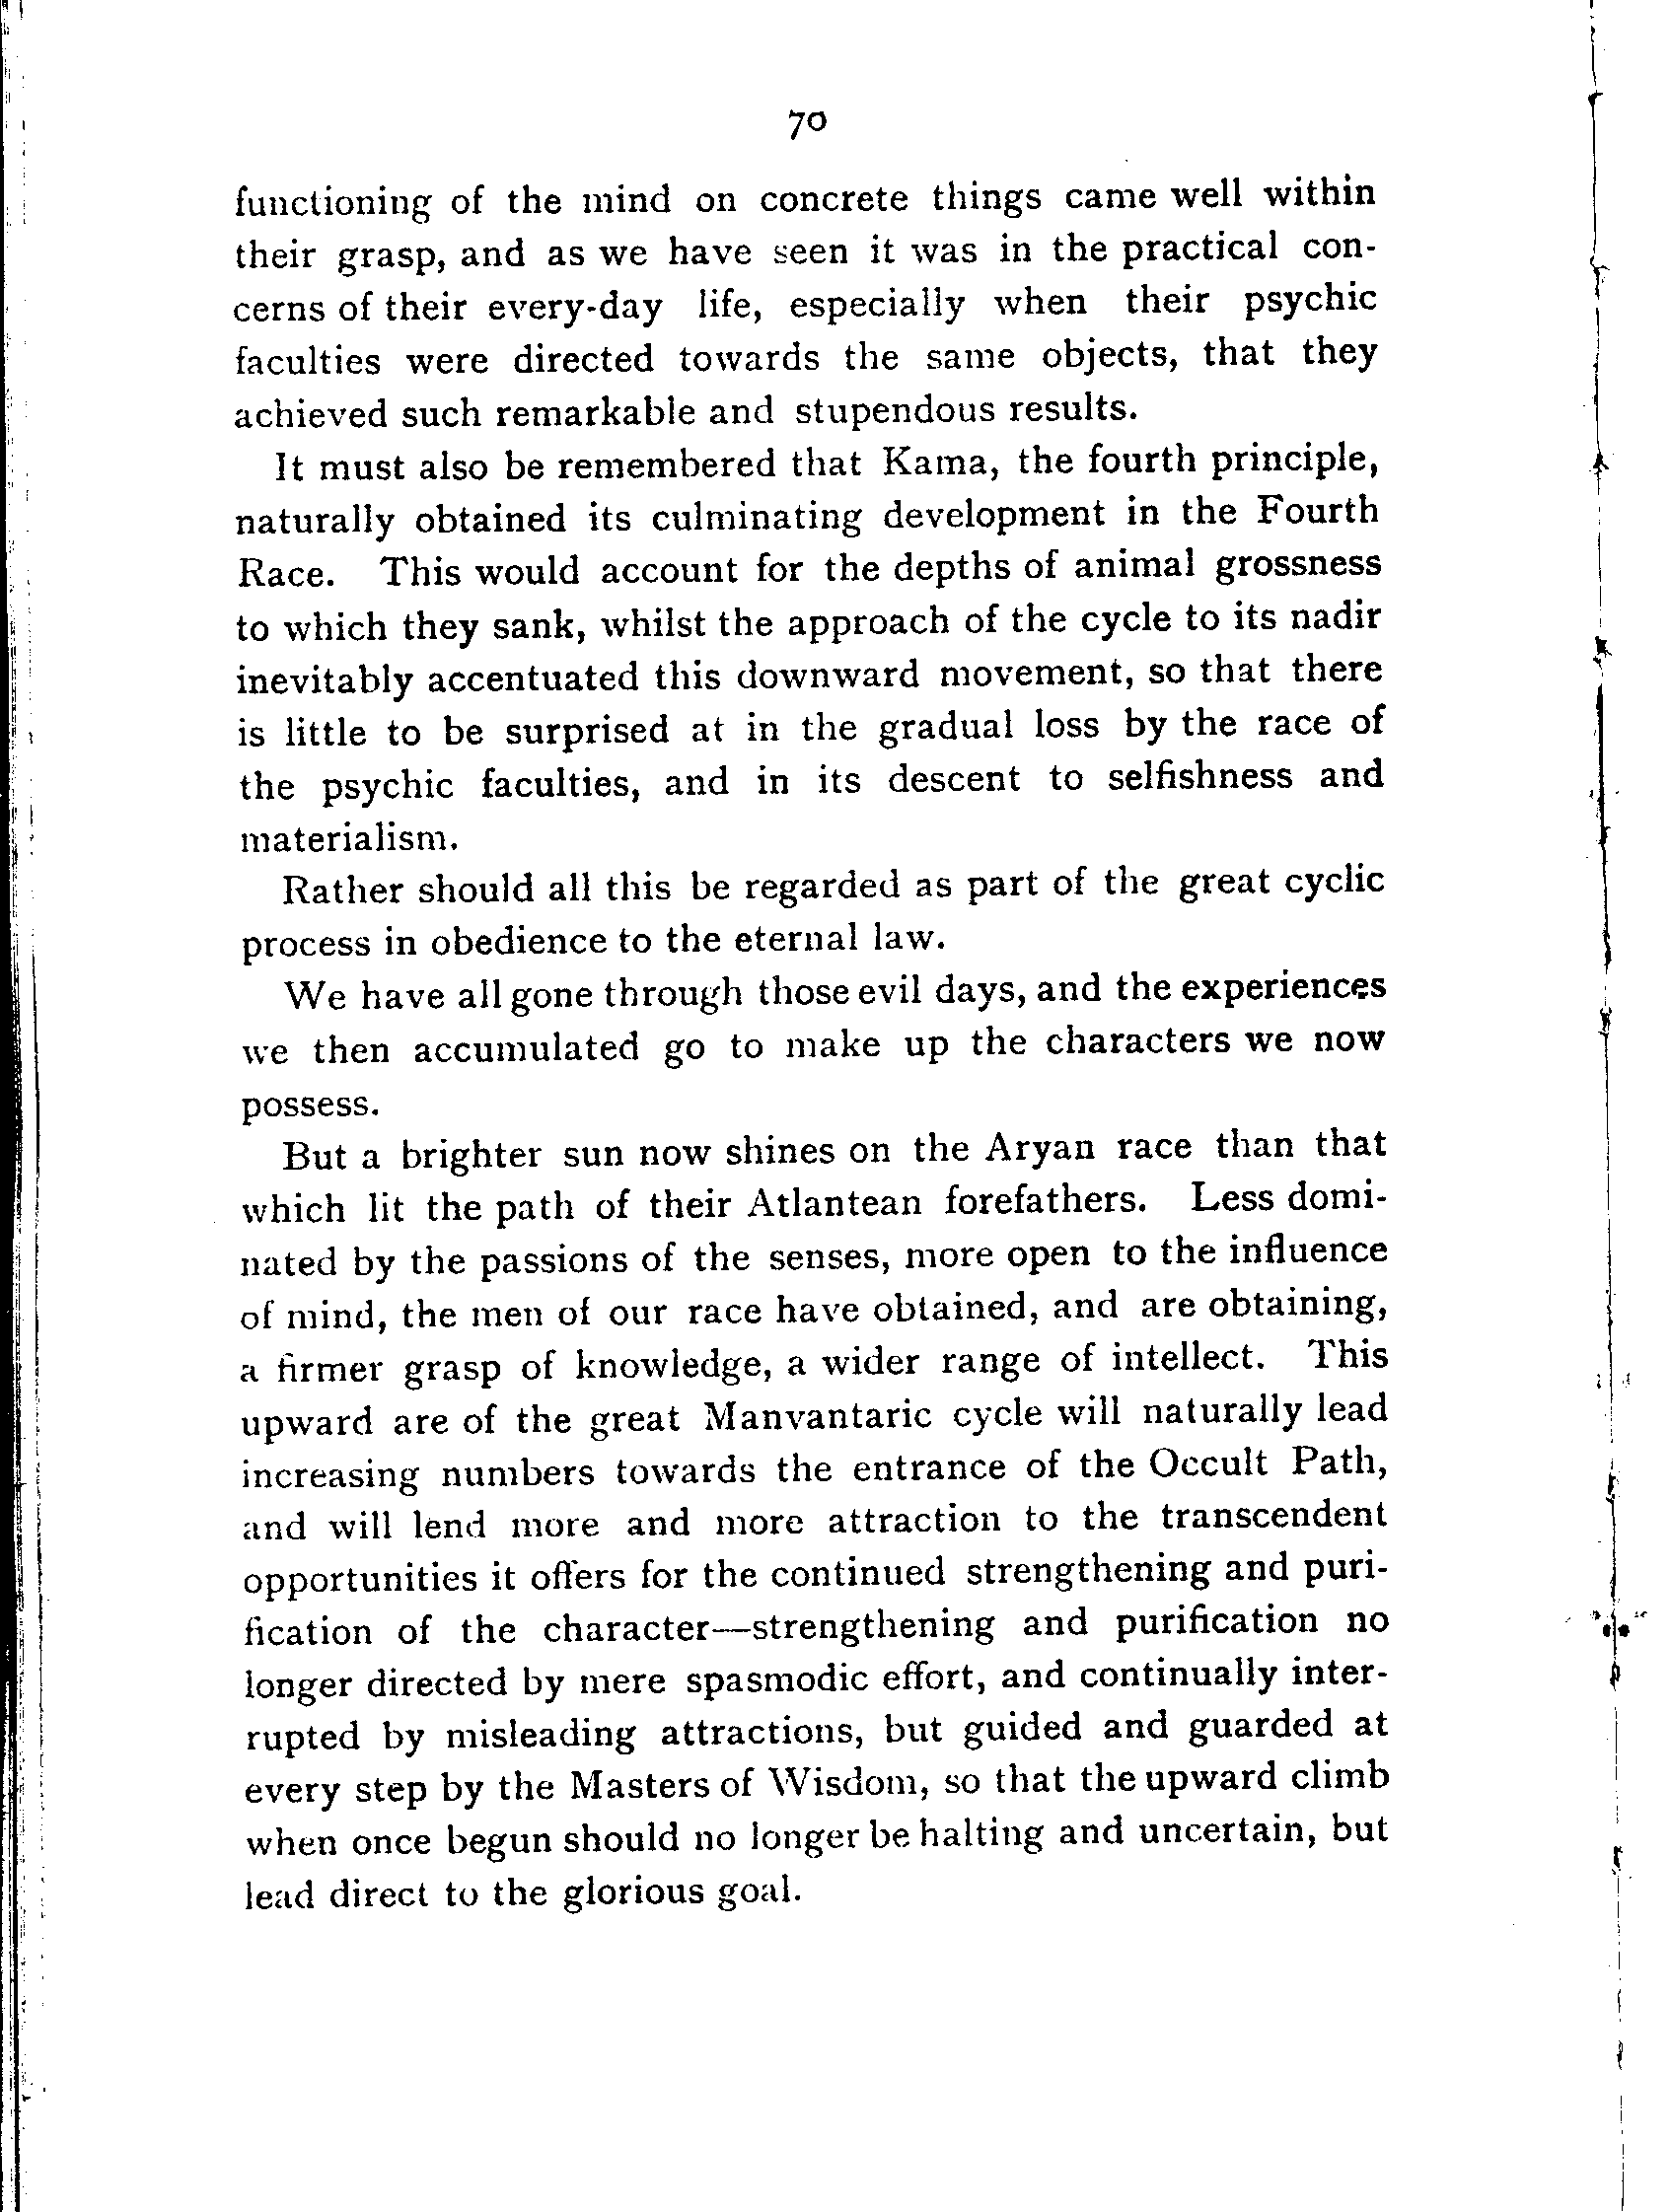 70
functioning of the mind on concrete things came well within
their grasp, and as we have seen it was in the practical con-
cerns of their every-day life, especially when their psychic
faculties were directed towards the same objects, that they
achieved such remarkable and stupendous results.
It must also be remembered that Kama, the fourth principle,
naturally obtained its culminating development in the Fourth
Race. This would account for the depths of animal grossness
to which they sank, whilst the approach of the cycle to its nadir
inevitably accentuated this downward movement, so that there
is little to be surprised at in the gradual loss by the race of
the psychic faculties, and in its descent to selfishness and
materialism.
Rather should all this be regarded as part of the great cyclic
process in obedience to the eternal law.
We have all gone through those evil days, and the experiences
we then accumulated go to make up the characters we now
possess.
But a brighter sun now shines on the Aryan race than that
which lit the path of their Atlantean forefathers. Less domi-
nated by the passions of the senses, more open to the influence
of mind, the men of our race have obtained, and are obtaining,
a firmer grasp of knowledge, a wider range of intellect. This
upward are of the great Manvantaric cycle will naturally lead
increasing numbers towards the entrance of the Occult Path,
and will lend more and more attraction to the transcendent
opportunities it offers for the continued strengthening and puri-
fication of the character—strengthening and purification no
longer directed by mere spasmodic effort, and continually inter-
rupted by misleading attractions, but guided and guarded at
every step by the Masters of Wisdom, so that the upward climb
when once begun should no longer be halting and uncertain, but
lead direct to the glorious goal.